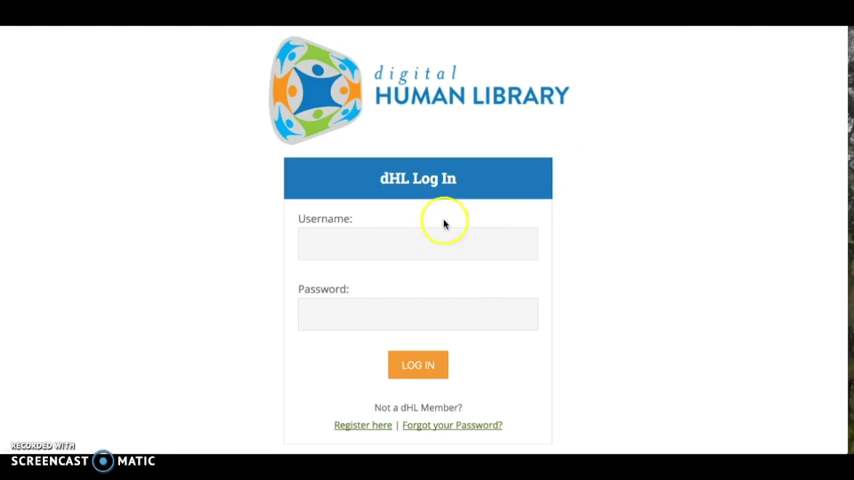 digital
HUMAN LIBRARY
dHL Log In
Username:
Password:
LOG IN
Not a dHL Member?
Register here | Forgot your Password?
RECORDED WITH
SCREENCAST MATIC